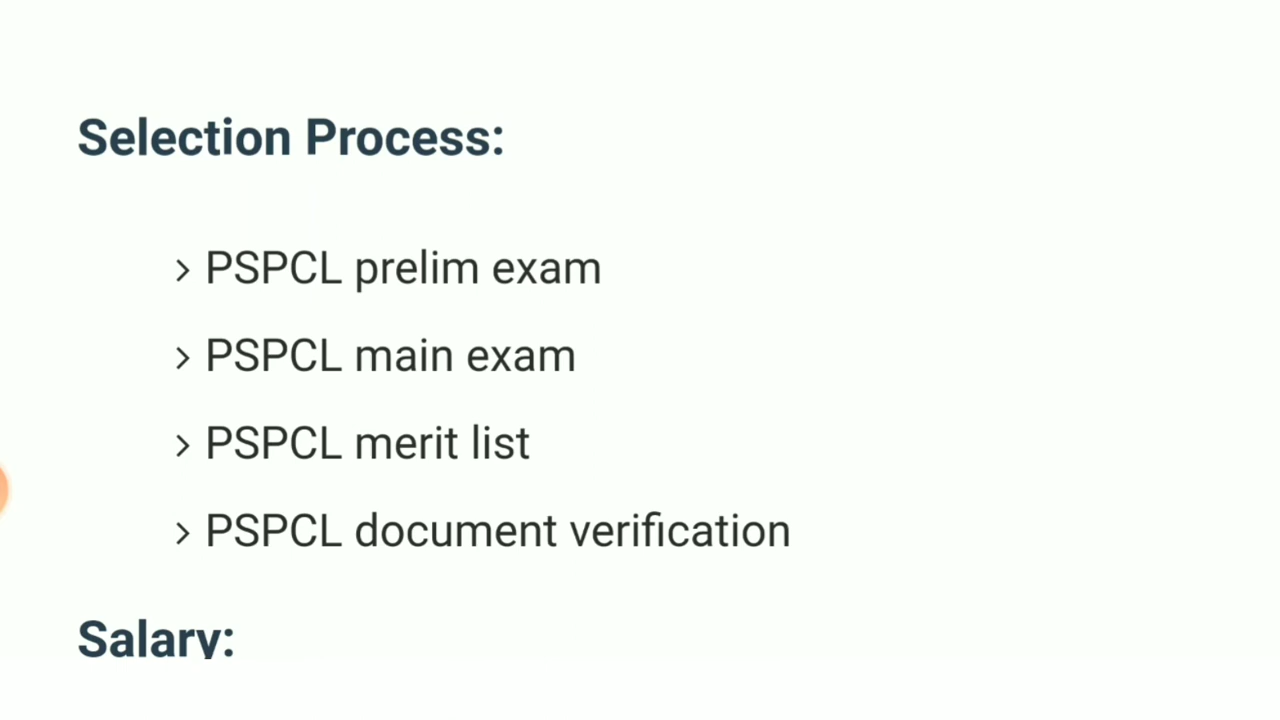 Selection Process:
> PSPCL prelim exam
> PSPCL main exam
> PSPCL merit list
> PSPCL document verification
Salary: